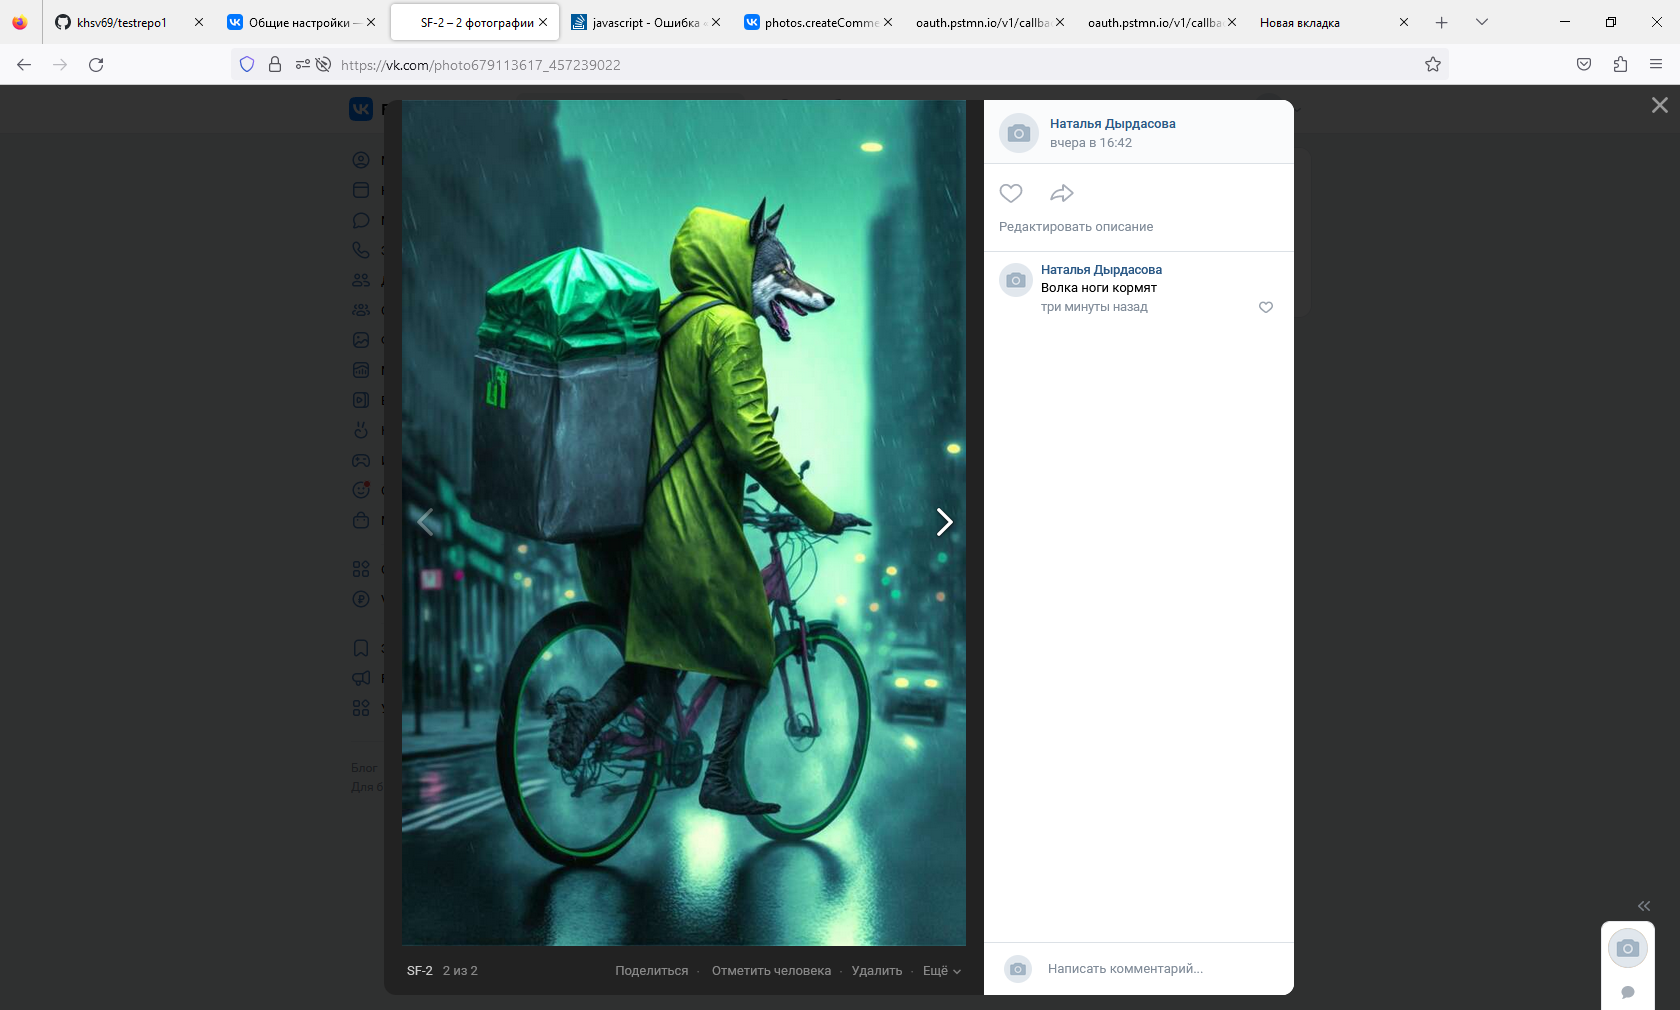 khsv69/testrepo1
Общие настройки —
SF-2 – 2 фотографии
javascript - Ошибка «
photos.createComme
oauth.pstmn.io/v1/callba
oauth.pstmn.io/v1/callba
Новая вкладка
https://vk.com/photo679113617_457239022
Наталья Дырдасова
вчера в 16:42
Редактировать описание
Наталья Дырдасова
Волка ноги кормят
три минуты назад
Блог
Для б
SF-2 2 из 2
Поделиться · Отметить человека · Удалить · Ещё
Написать комментарий...